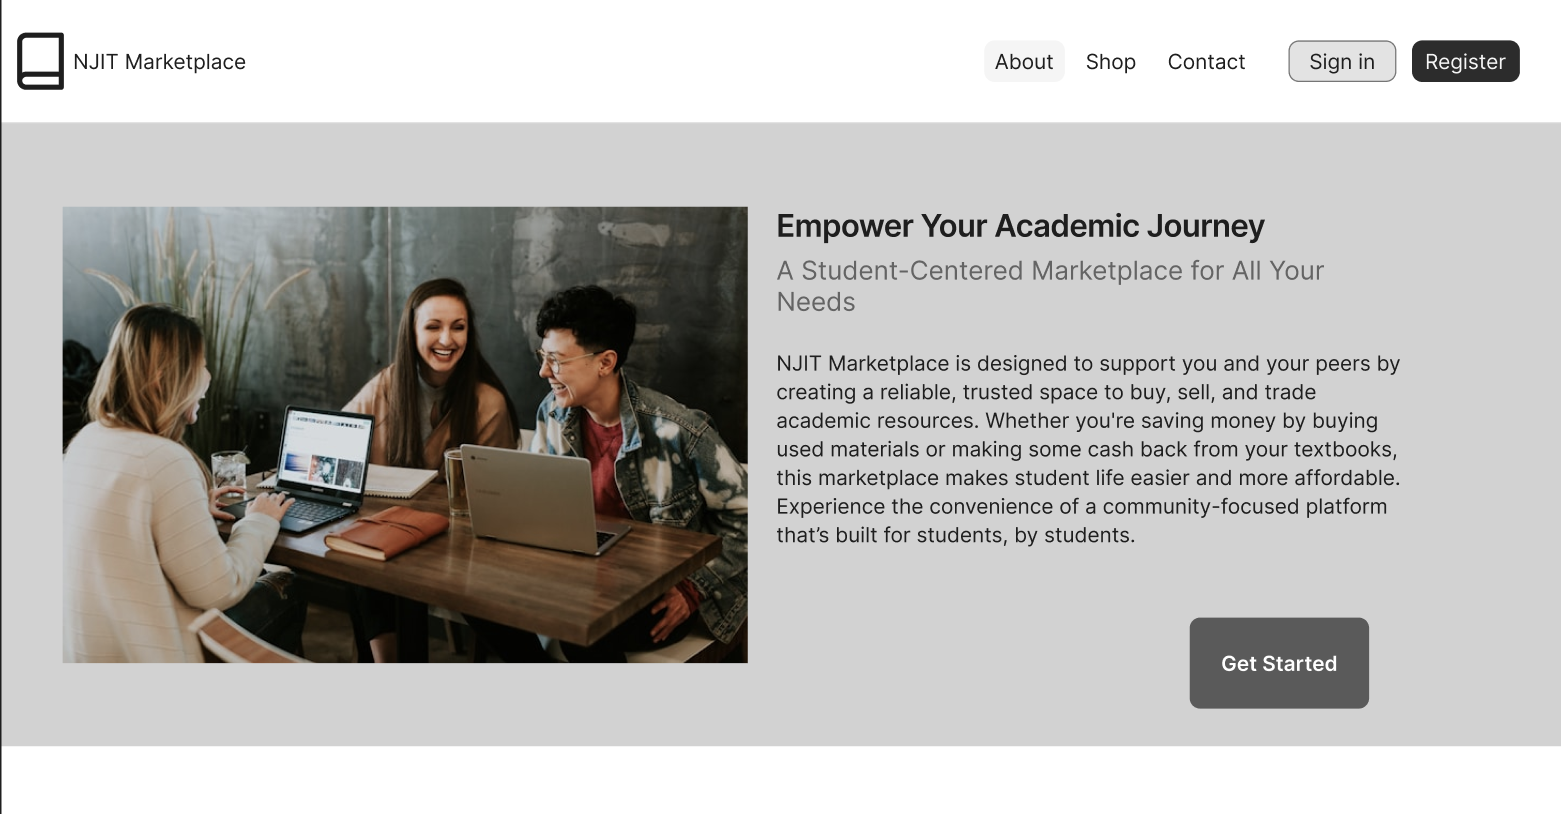 NJIT Marketplace
About
Shop
Contact
Sign in
Register
Empower Your Academic Journey
A Student-Centered Marketplace for All Your
Needs
NJIT Marketplace is designed to support you and your peers by
creating a reliable, trusted space to buy, sell, and trade
academic resources. Whether you're saving money by buying
used materials or making some cash back from your textbooks,
this marketplace makes student life easier and more affordable.
Experience the convenience of a community-focused platform
that’s built for students, by students.
Get Started